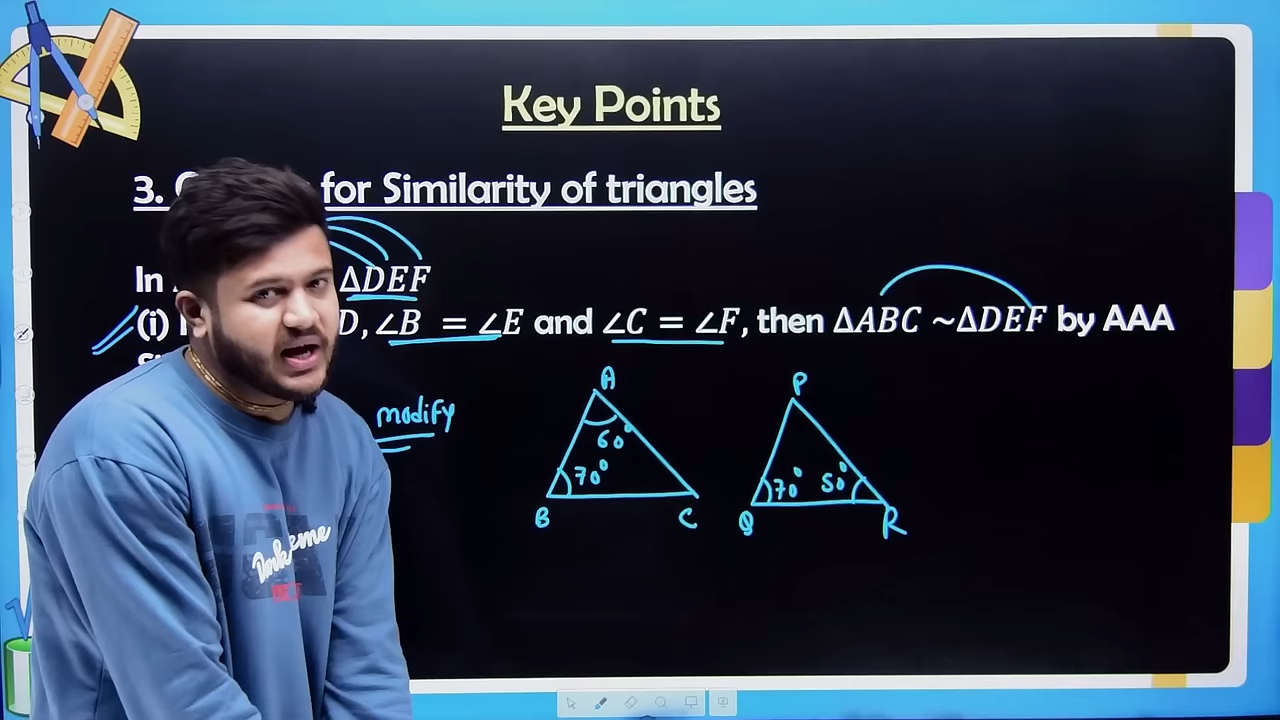 Key Points
3. for Similarity of triangles
In ΔDEF
(i) D, ∠B = ∠E and ∠C = ∠F, then ΔABC ~ΔDEF by AAA
modify
A
P
60°
70°
70° 50°
B C Q R